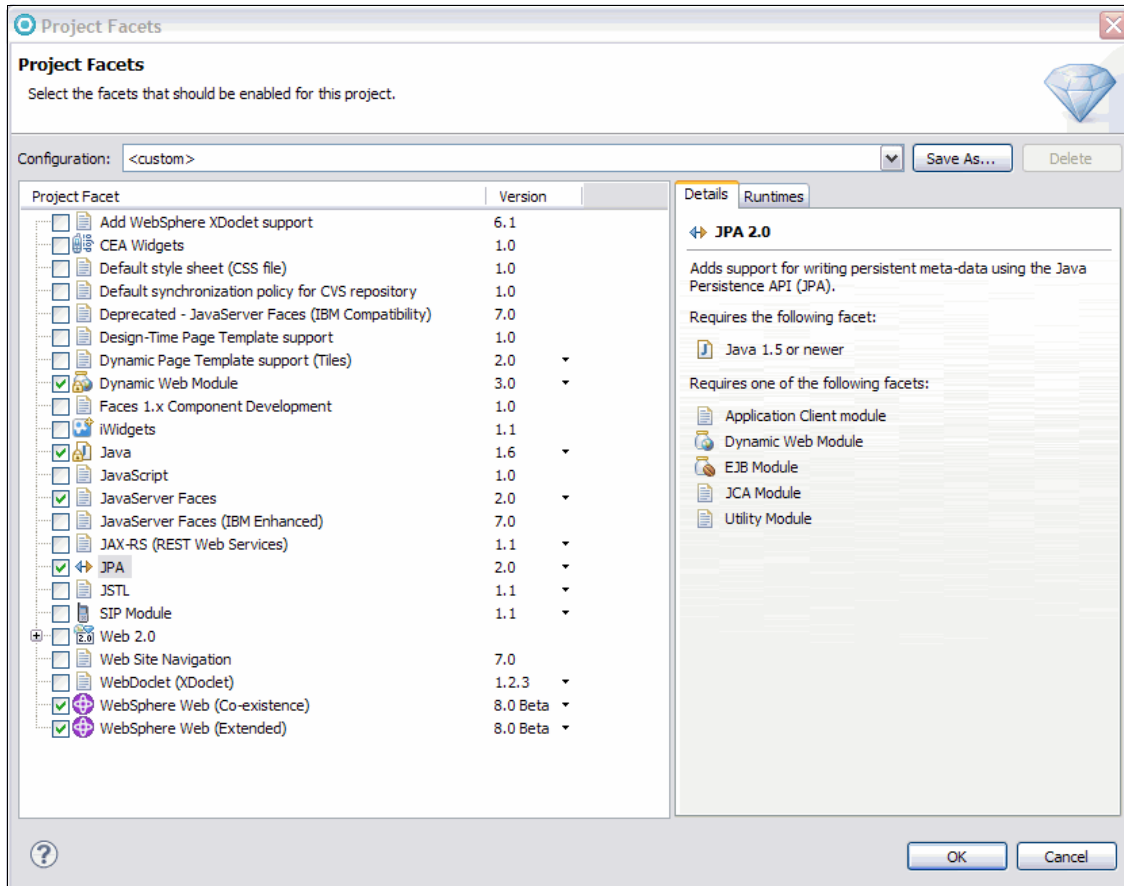 Project Facets
Project Facets
Select the facets that should be enabled for this project.
Configuration: <custom> Save As... Delete
Project Facet Version
Add WebSphere XDoclet support 6.1
CEA Widgets 1.0
Default style sheet (CSS file) 1.0
Default synchronization policy for CVS repository 1.0
Deprecated - JavaServer Faces (IBM Compatibility) 7.0
Design-Time Page Template support 1.0
Dynamic Page Template support (Tiles) 2.0
Dynamic Web Module 3.0
Faces 1.x Component Development 1.0
iWidgets 1.1
Java 1.6
JavaScript 1.0
JavaServer Faces 2.0
JavaServer Faces (IBM Enhanced) 7.0
JAX-RS (REST Web Services) 1.1
JPA 2.0
JSTL 1.1
SIP Module 1.1
2.0 Web 2.0
Web Site Navigation 7.0
WebDoclet (XDoclet) 1.2.3
WebSphere Web (Co-existence) 8.0 Beta
WebSphere Web (Extended) 8.0 Beta
Details Runtimes
JPA 2.0
Adds support for writing persistent meta-data using the Java
Persistence API (JPA).
Requires the following facet:
J Java 1.5 or newer
Requires one of the following facets:
Application Client module
Dynamic Web Module
EJB Module
JCA Module
Utility Module
? OK Cancel